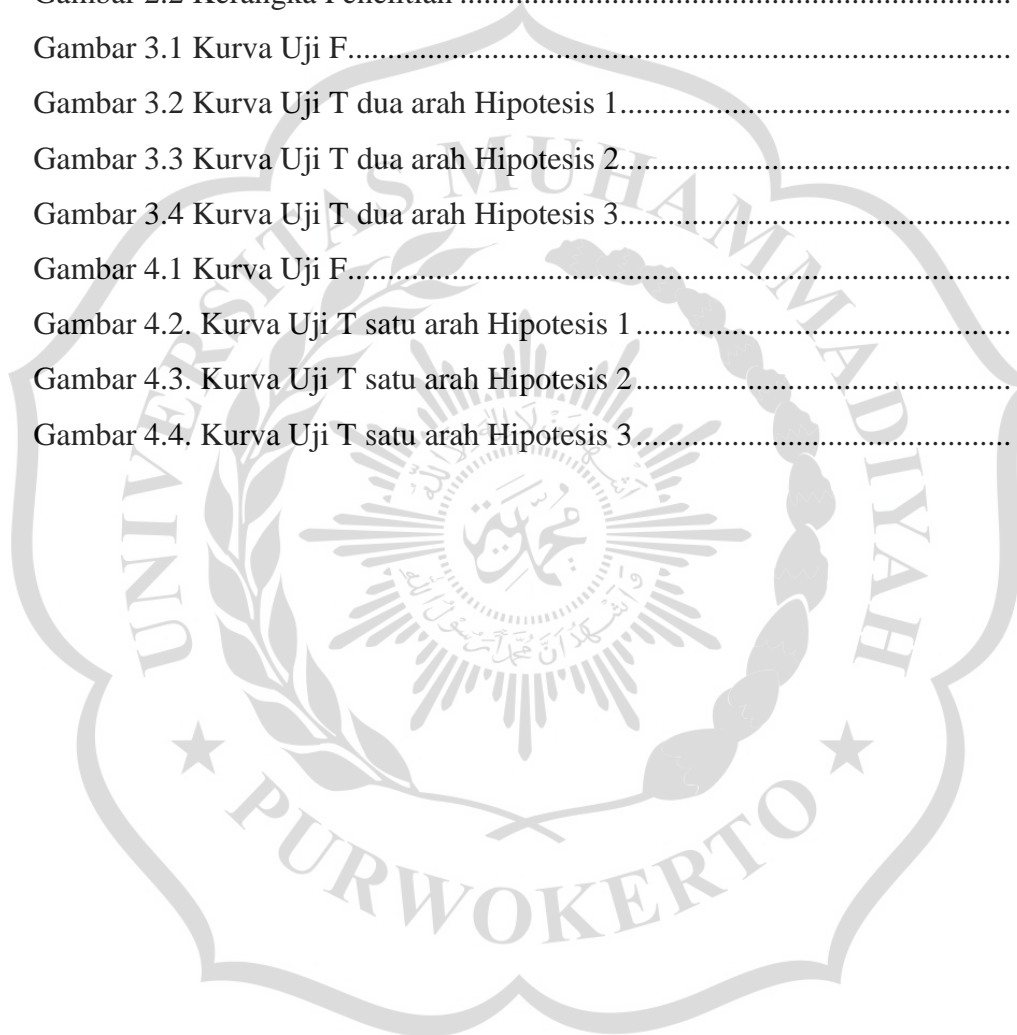 Gambar 2.2 Kerangka Penelitian ......................................................................
Gambar 3.1 Kurva Uji F....................................................................................
Gambar 3.2 Kurva Uji T dua arah Hipotesis 1.................................................
Gambar 3.3 Kurva Uji T dua arah Hipotesis 2.................................................
Gambar 3.4 Kurva Uji T dua arah Hipotesis 3.................................................
Gambar 4.1 Kurva Uji F....................................................................................
Gambar 4.2. Kurva Uji T satu arah Hipotesis 1 ...............................................
Gambar 4.3. Kurva Uji T satu arah Hipotesis 2 ...............................................
Gambar 4.4. Kurva Uji T satu arah Hipotesis 3 ...............................................
UNIVERSITAS MUHAMMADIYAH
PURWOKERTO